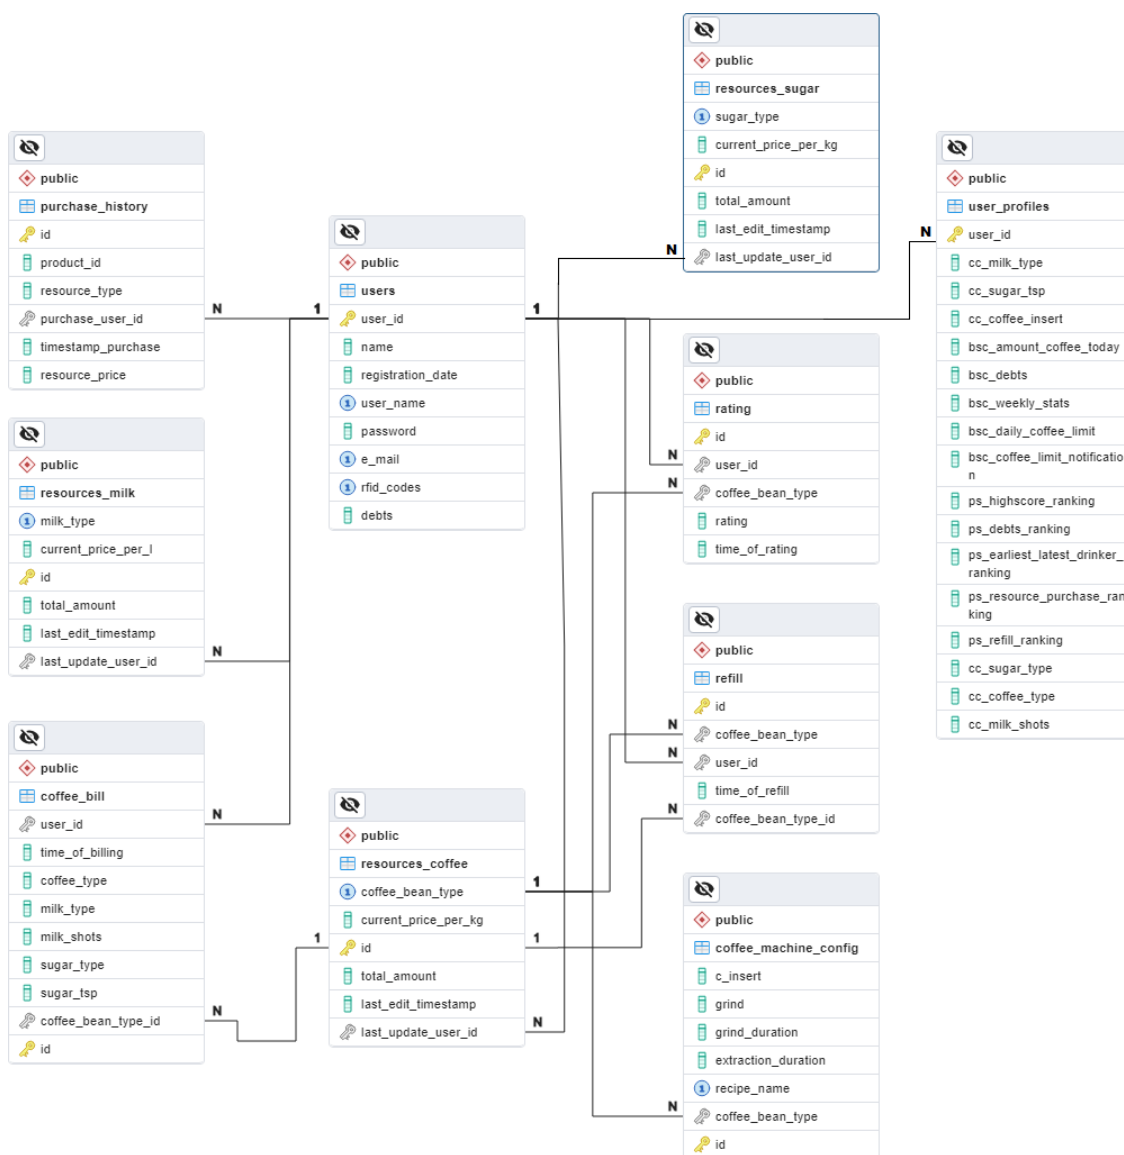 public
resources_sugar
sugar_type
current_price_per_kg
id
total_amount
last_edit_timestamp
N
last_update_user_id
public
purchase_history
id
product_id
resource_type
purchase_user_id
N
timestamp_purchase
resource_price
public
users
1
user_id
1
name
registration_date
user_name
password
e_mail
rfid_codes
debts
public
user_profiles
N
user_id
cc_milk_type
cc_sugar_tsp
cc_coffee_insert
bsc_amount_coffee_today
bsc_debts
bsc_weekly_stats
bsc_daily_coffee_limit
bsc_coffee_limit_notificatio
n
ps_highscore_ranking
ps_debts_ranking
ps_earliest_latest_drinker_
ranking
ps_resource_purchase_ran
king
ps_refill_ranking
cc_sugar_type
cc_coffee_type
cc_milk_shots
public
rating
id
N
user_id
N
coffee_bean_type
rating
time_of_rating
public
resources_milk
milk_type
current_price_per_l
id
total_amount
last_edit_timestamp
last_update_user_id
N
public
refill
id
N
coffee_bean_type
N
user_id
time_of_refill
N
coffee_bean_type_id
public
coffee_bill
user_id
N
time_of_billing
coffee_type
milk_type
milk_shots
sugar_type
sugar_tsp
coffee_bean_type_id
N
id
public
resources_coffee
coffee_bean_type
1
current_price_per_kg
1
id
1
total_amount
last_edit_timestamp
last_update_user_id
N
public
coffee_machine_config
c_insert
grind
grind_duration
extraction_duration
recipe_name
N
coffee_bean_type
id